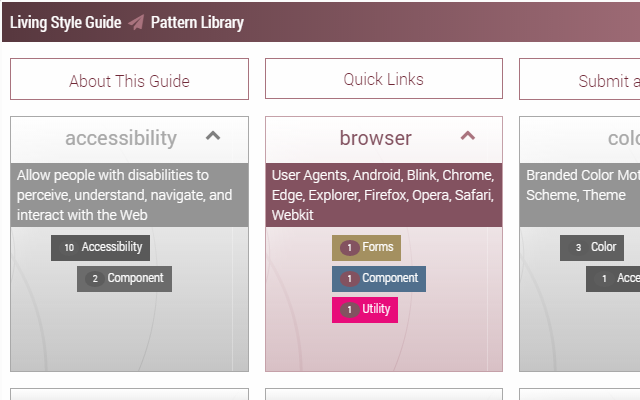 Living Style Guide Pattern Library
About This Guide
Quick Links
Submit a
accessibility
Allow people with disabilities to
perceive, understand, navigate, and
interact with the Web
10 Accessibility
2 Component
browser
User Agents, Android, Blink, Chrome,
Edge, Explorer, Firefox, Opera, Safari,
Webkit
1 Forms
1 Component
1 Utility
colo
Branded Color Mot
Scheme, Theme
3 Color
1 Acce